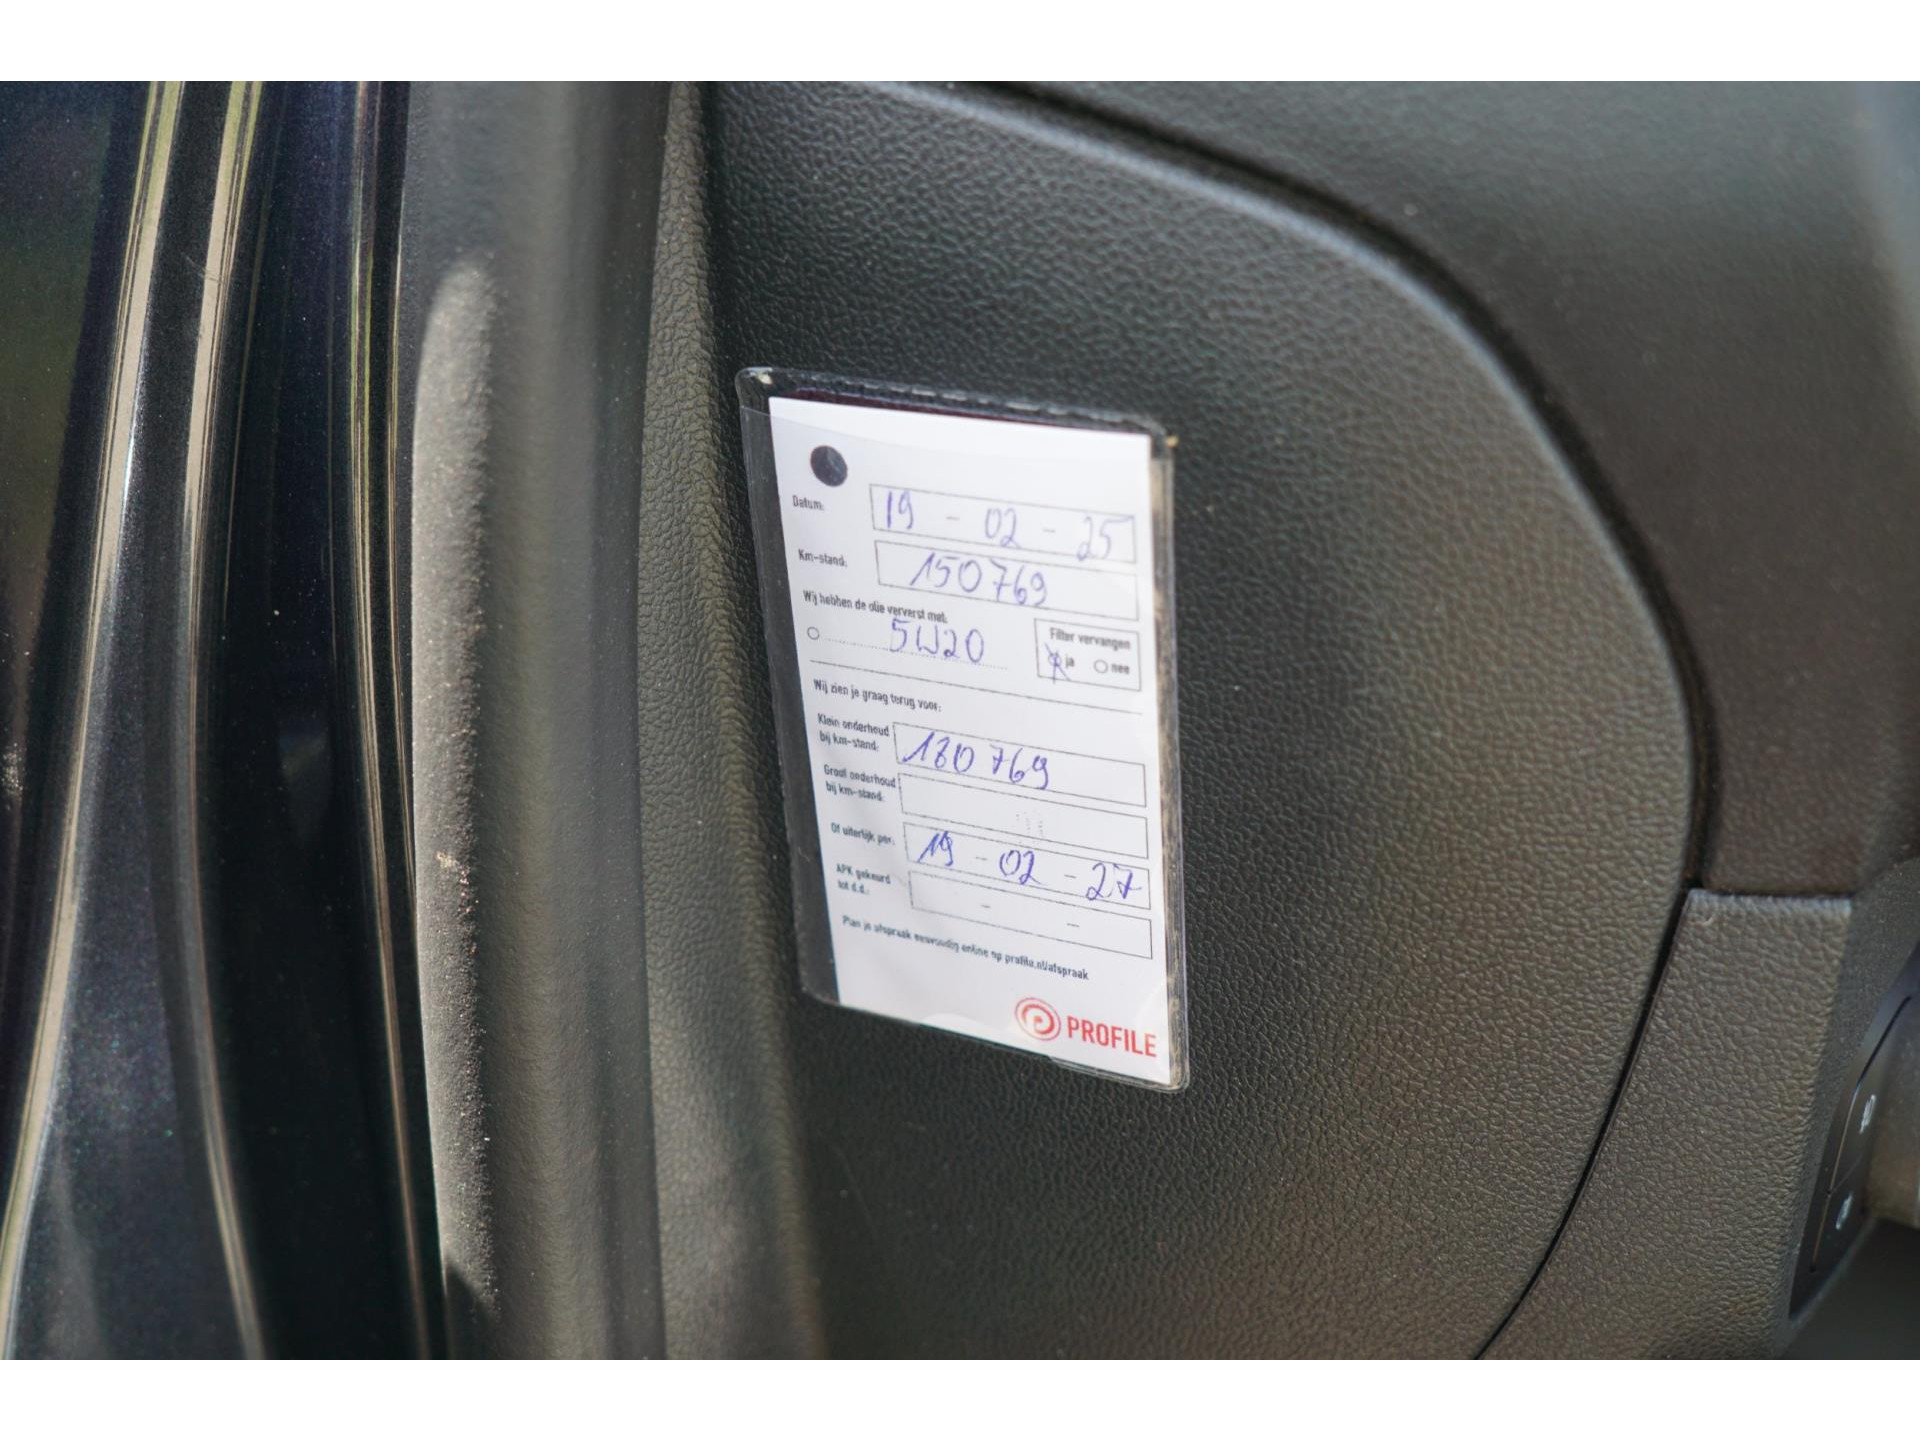 Datum: 19 - 02 - 25
Km-stand: 150769
Wij hebben de olie ververst met:
5W20
Filter vervangen
ja nee
Wij zien je graag terug voor:
Klein onderhoud
bij km-stand: 180769
Groot onderhoud
bij km-stand:
Of uiterlijk per: 19 - 02 - 27
APK gekeurd
tot d.d.: - -
Plan je afspraak eenvoudig online op profile.nl/afspraak
PROFILE